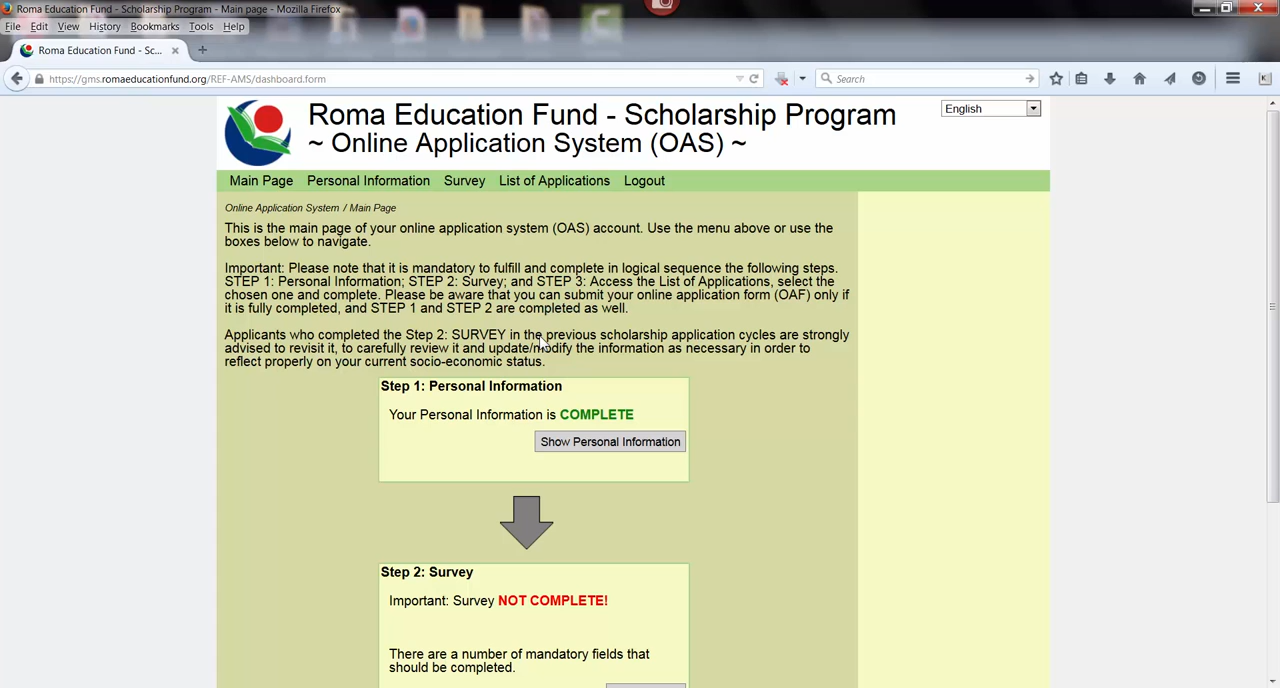 Roma Education Fund - Scholarship Program - Main page - Mozilla Firefox
File Edit View History Bookmarks Tools Help
Roma Education Fund - Sc...
https://gms.romaeducationfund.org/REF-AMS/dashboard.form
Search
Roma Education Fund - Scholarship Program
~ Online Application System (OAS) ~
English
Main Page Personal Information Survey List of Applications Logout
Online Application System / Main Page
This is the main page of your online application system (OAS) account. Use the menu above or use the
boxes below to navigate.
Important: Please note that it is mandatory to fulfill and complete in logical sequence the following steps.
STEP 1: Personal Information; STEP 2: Survey; and STEP 3: Access the List of Applications, select the
chosen one and complete. Please be aware that you can submit your online application form (OAF) only if
it is fully completed, and STEP 1 and STEP 2 are completed as well.
Applicants who completed the Step 2: SURVEY in the previous scholarship application cycles are strongly
advised to revisit it, to carefully review it and update/modify the information as necessary in order to
reflect properly on your current socio-economic status.
Step 1: Personal Information
Your Personal Information is COMPLETE
Show Personal Information
Step 2: Survey
Important: Survey NOT COMPLETE!
There are a number of mandatory fields that
should be completed.